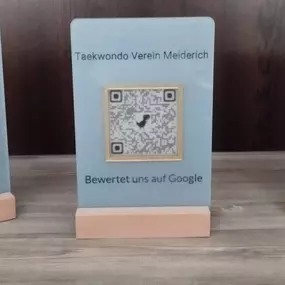 Taekwondo Verein Meiderich
Bewertet uns auf Google